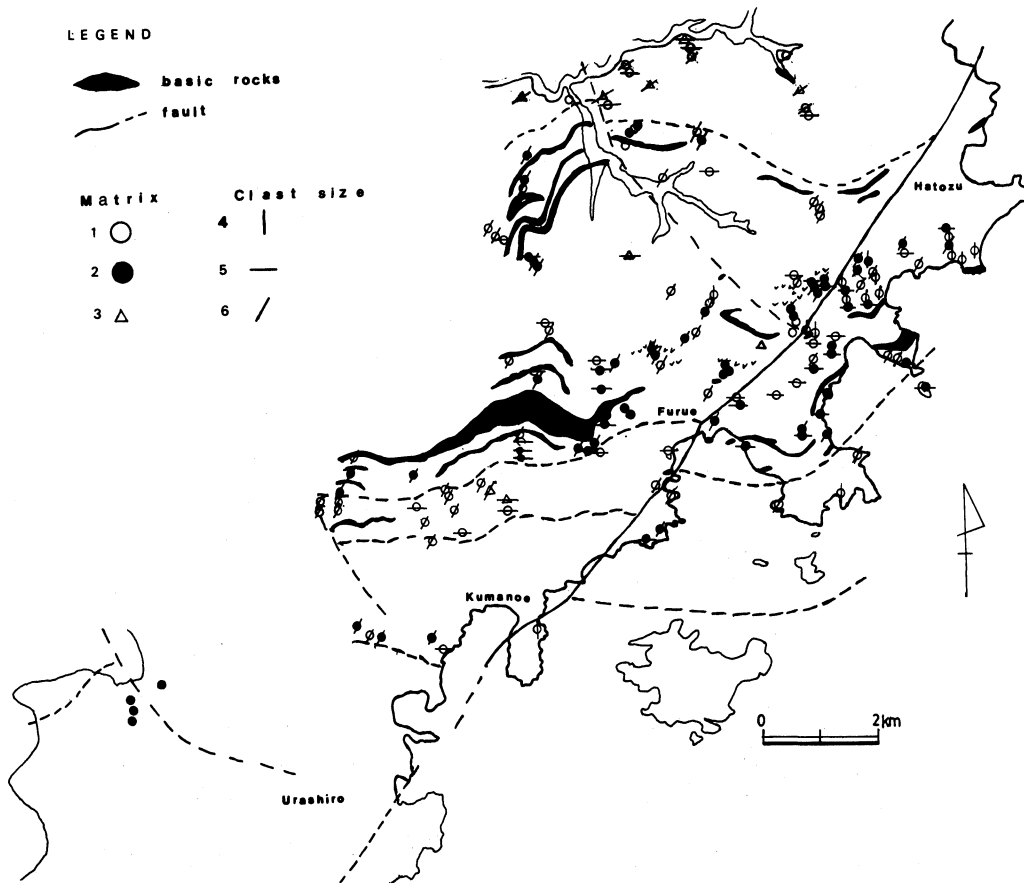 LEGEND
basic rocks
fault
Matrix
Clast size
1
4
2
5
3
6
Hatozu
Furue
Kumanoe
0 2km
Urashiro